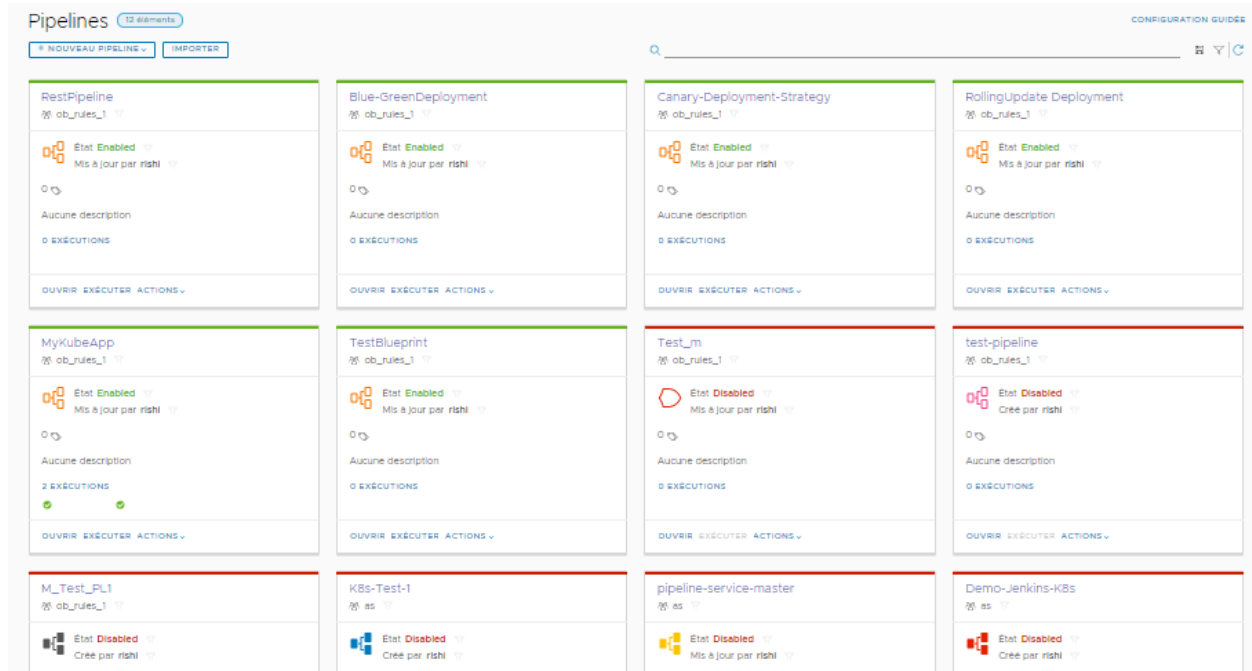 Pipelines 12 éléments
CONFIGURATION GUIDÉE
+ NOUVEAU PIPELINE IMPORTER
RestPipeline
ob_rules_1
État Enabled
Mis à jour par rishi
0
Aucune description
0 EXÉCUTIONS
OUVRIR EXÉCUTER ACTIONS
Blue-GreenDeployment
ob_rules_1
État Enabled
Mis à jour par rishi
0
Aucune description
0 EXÉCUTIONS
OUVRIR EXÉCUTER ACTIONS
Canary-Deployment-Strategy
ob_rules_1
État Enabled
Mis à jour par rishi
0
Aucune description
0 EXÉCUTIONS
OUVRIR EXÉCUTER ACTIONS
RollingUpdate Deployment
ob_rules_1
État Enabled
Mis à jour par rishi
0
Aucune description
0 EXÉCUTIONS
OUVRIR EXÉCUTER ACTIONS
MyKubeApp
ob_rules_1
État Enabled
Mis à jour par rishi
0
Aucune description
2 EXÉCUTIONS
OUVRIR EXÉCUTER ACTIONS
TestBlueprint
ob_rules_1
État Enabled
Mis à jour par rishi
0
Aucune description
0 EXÉCUTIONS
OUVRIR EXÉCUTER ACTIONS
Test_m
ob_rules_1
État Disabled
Mis à jour par rishi
0
Aucune description
0 EXÉCUTIONS
OUVRIR EXÉCUTER ACTIONS
test-pipeline
ob_rules_1
État Disabled
Créé par rishi
0
Aucune description
0 EXÉCUTIONS
OUVRIR EXÉCUTER ACTIONS
M_Test_PL1
ob_rules_1
État Disabled
Créé par rishi
K8s-Test-1
as
État Disabled
Créé par rishi
pipeline-service-master
as
État Disabled
Mis à jour par rishi
Demo-Jenkins-K8s
as
État Disabled
Créé par rishi